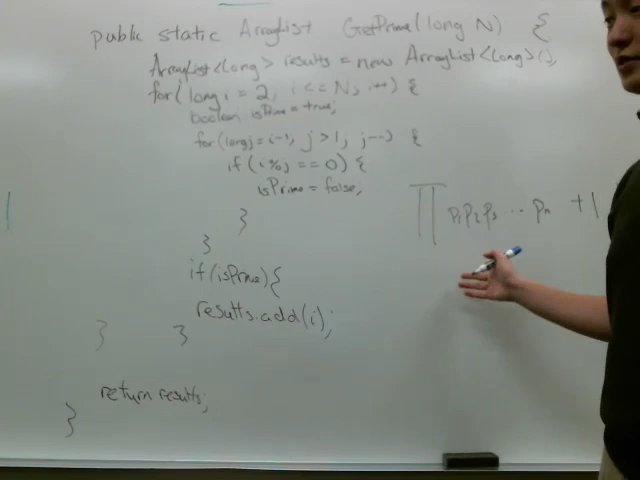 public static ArrayList GetPrime(long N) {
ArrayList<Long> results = new ArrayList<Long>();
for(long i = 2; i <= N; i++) {
boolean isPrime = true;
for(long j=i-1; j>1; j--) {
if(i%j == 0) {
isPrime = false;
}
}
if(isPrime){
results.add(i);
} }
return results;
}
∏ p₁p₂p₃ ... pₙ +1